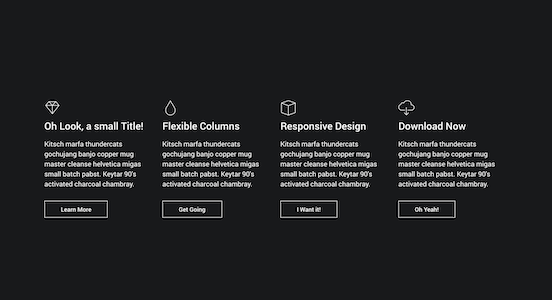 Oh Look, a small Title!
Kitsch marfa thundercats
gochujang banjo copper mug
master cleanse helvetica migas
small batch pabst. Keytar 90's
activated charcoal chambray.
Learn More
Flexible Columns
Kitsch marfa thundercats
gochujang banjo copper mug
master cleanse helvetica migas
small batch pabst. Keytar 90's
activated charcoal chambray.
Get Going
Responsive Design
Kitsch marfa thundercats
gochujang banjo copper mug
master cleanse helvetica migas
small batch pabst. Keytar 90's
activated charcoal chambray.
I Want it!
Download Now
Kitsch marfa thundercats
gochujang banjo copper mug
master cleanse helvetica migas
small batch pabst. Keytar 90's
activated charcoal chambray.
Oh Yeah!